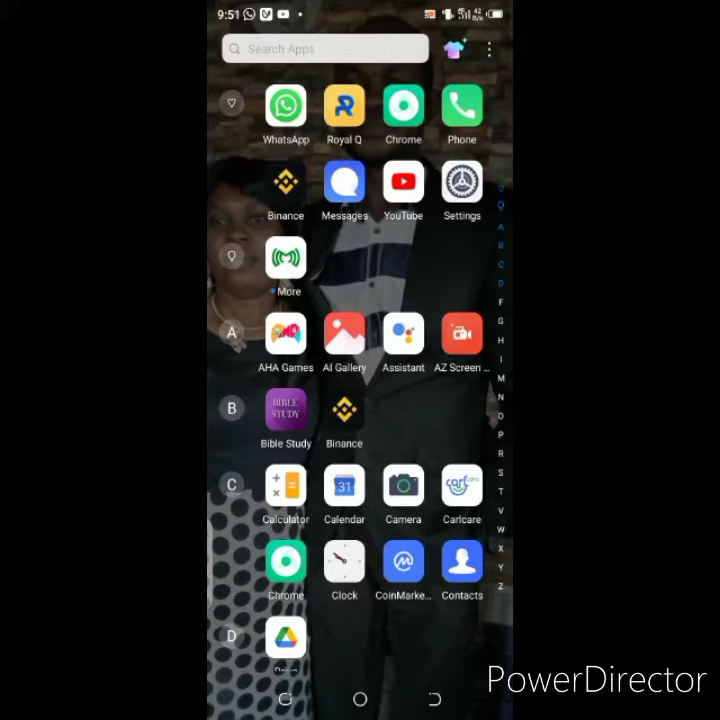 9:51
Search Apps
WhatsApp Royal Q Chrome Phone
Binance Messages YouTube Settings
More
A
AHA Games AI Gallery Assistant AZ Screen ...
B
BIBLE STUDY
Bible Study Binance
C
31
Calculator Calendar Camera Carlcare
Chrome Clock CoinMarke... Contacts
D
A
B
C
D
F
G
H
I
M
N
O
P
R
S
T
V
W
X
Y
Z
PowerDirector